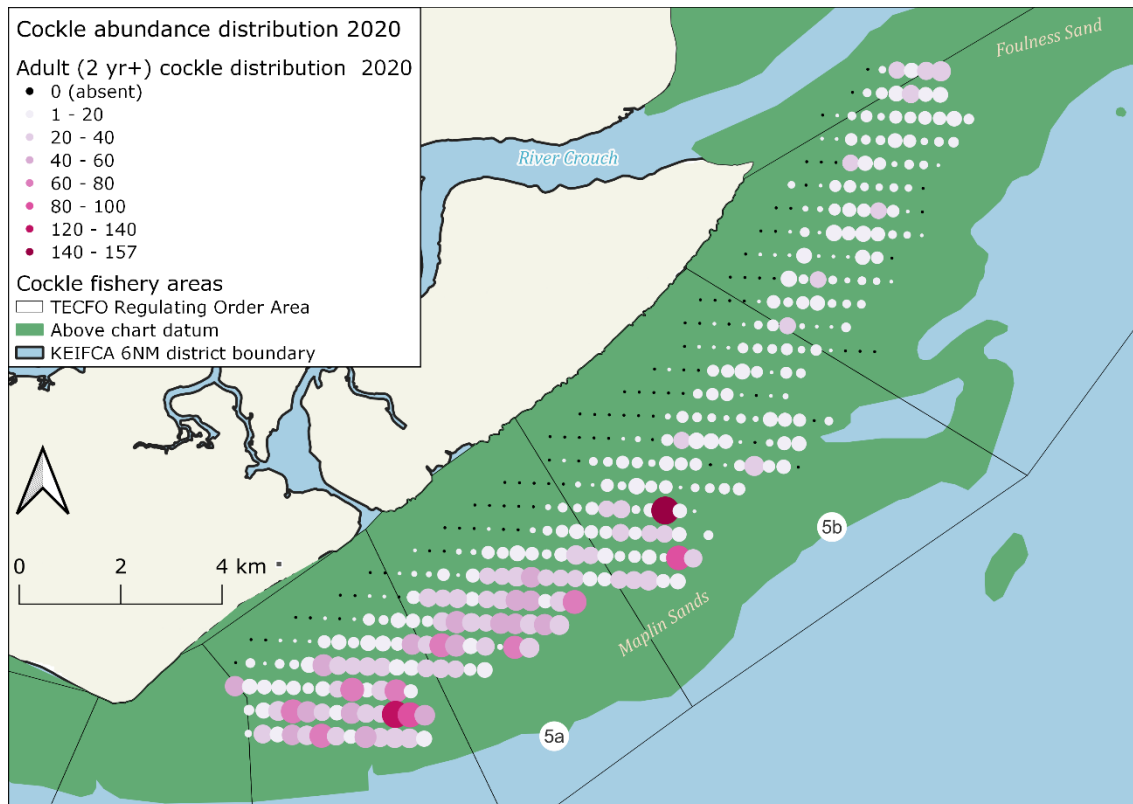 Cockle abundance distribution 2020
Adult (2 yr+) cockle distribution 2020
0 (absent)
1 - 20
20 - 40
40 - 60
60 - 80
80 - 100
120 - 140
140 - 157
Cockle fishery areas
TECFO Regulating Order Area
Above chart datum
KEIFCA 6NM district boundary
Foulness Sand
River Crouch
5b
0 2 4 km
Maplin Sands
5a